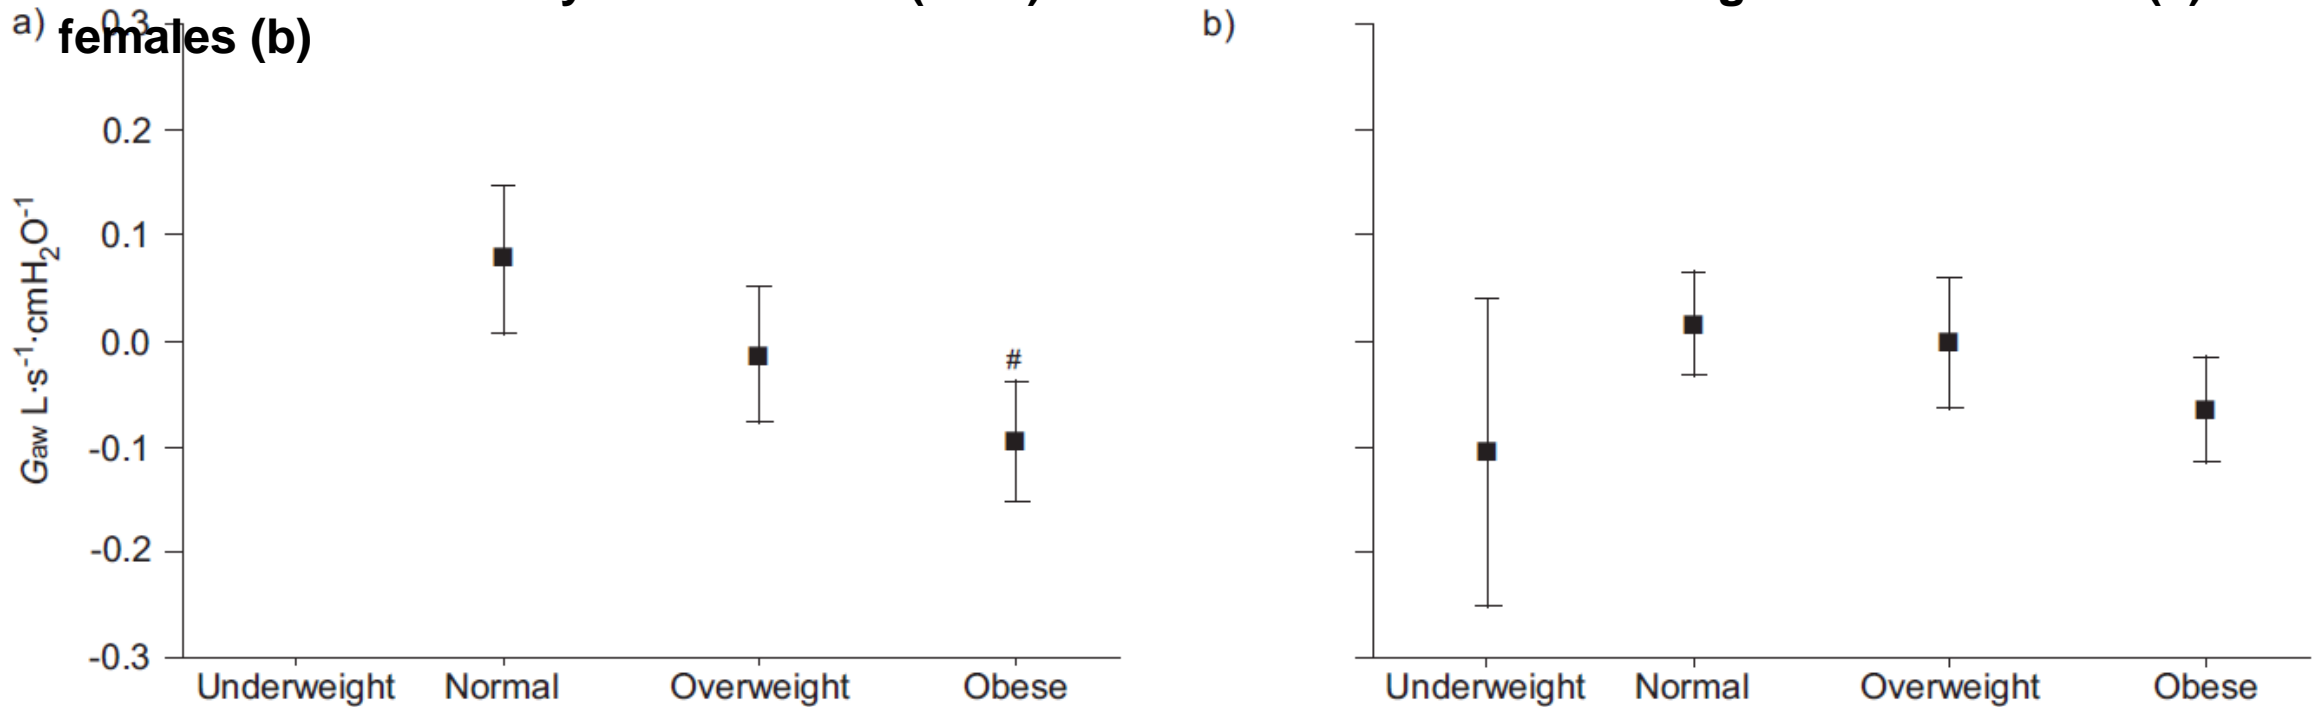 a)
females (b)
0.3
0.2
0.1
0.0
-0.1
-0.2
-0.3
Gaw L·s⁻¹·cmH₂O⁻¹
#
Underweight Normal Overweight Obese
b)
Underweight Normal Overweight Obese